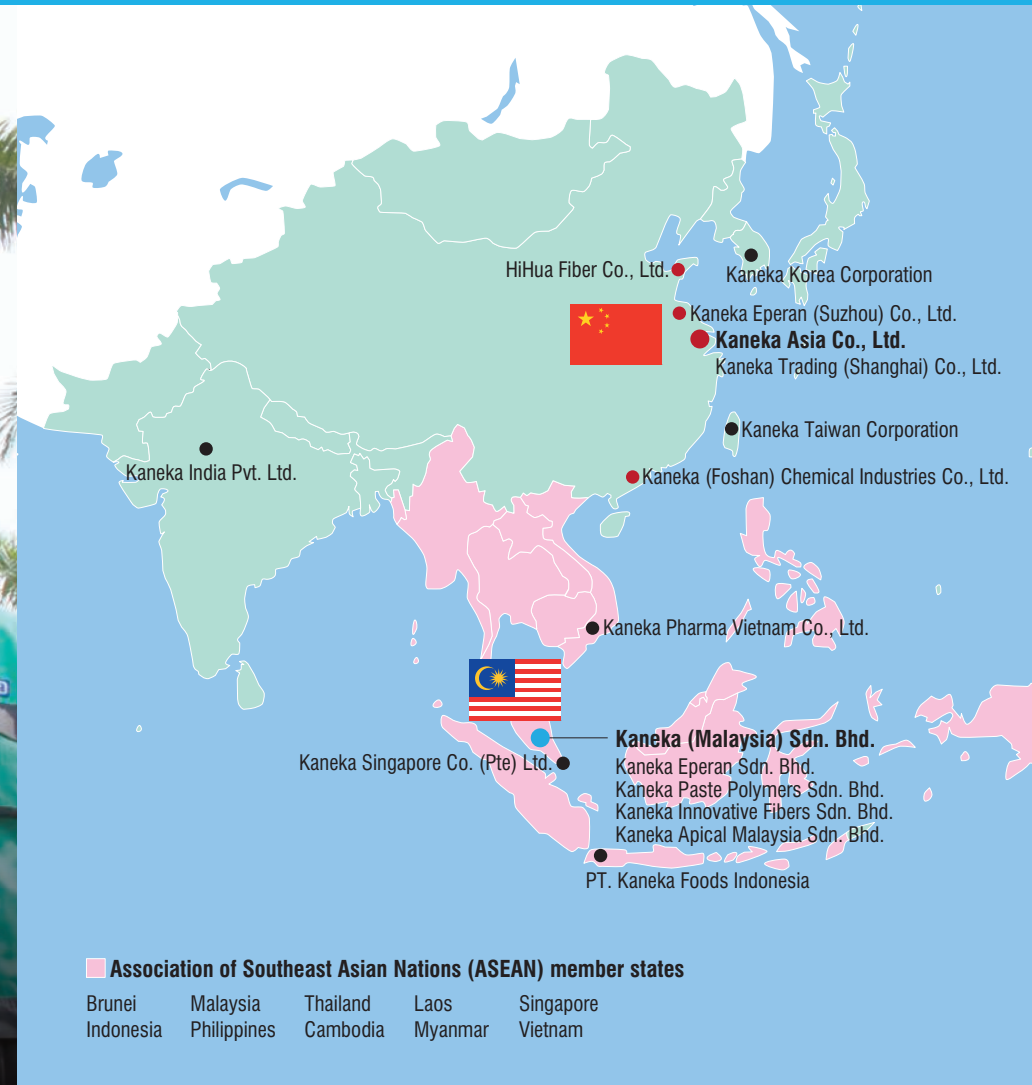 HiHua Fiber Co., Ltd.
Kaneka Korea Corporation
Kaneka Eperan (Suzhou) Co., Ltd.
Kaneka Asia Co., Ltd.
Kaneka Trading (Shanghai) Co., Ltd.
Kaneka Taiwan Corporation
Kaneka India Pvt. Ltd.
Kaneka (Foshan) Chemical Industries Co., Ltd.
Kaneka Pharma Vietnam Co., Ltd.
Kaneka (Malaysia) Sdn. Bhd.
Kaneka Singapore Co. (Pte) Ltd.
Kaneka Eperan Sdn. Bhd.
Kaneka Paste Polymers Sdn. Bhd.
Kaneka Innovative Fibers Sdn. Bhd.
Kaneka Apical Malaysia Sdn. Bhd.
PT. Kaneka Foods Indonesia
Association of Southeast Asian Nations (ASEAN) member states
Brunei Malaysia Thailand Laos Singapore
Indonesia Philippines Cambodia Myanmar Vietnam